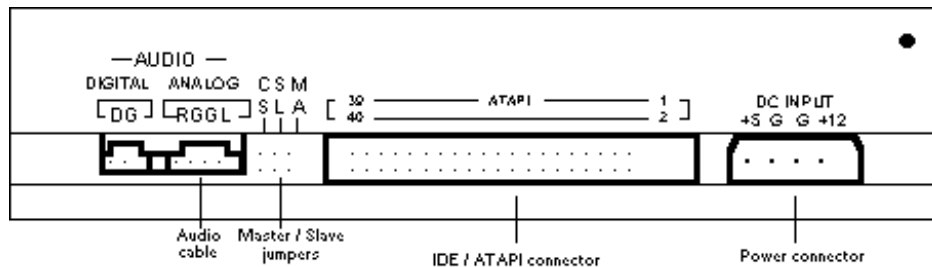 AUDIO
DIGITAL ANALOG C S M
DG RGGL S L A
39 ATAPI 1
40 2
DC INPUT
+5 G G +12
Audio cable
Master / Slave jumpers
IDE / ATAPI connector
Power connector